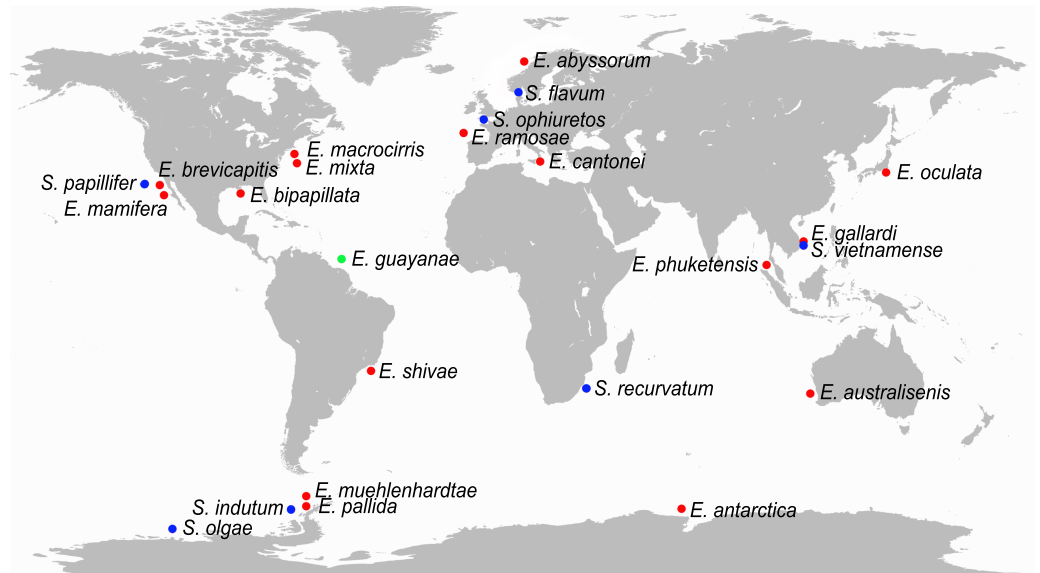 E. abyssorum
S. flavum
S. ophiuretos
E. ramosae
E. macrocirris
E. mixta
E. cantonei
E. brevicapitis
S. papillifer
E. mamifera
E. bipapillata
E. oculata
E. gallardi
S. vietnamense
E. guayanae
E. phuketensis
E. shivae
S. recurvatum
E. australisenis
E. muehlenhardtae
S. indutum
E. pallida
E. antarctica
S. olgae